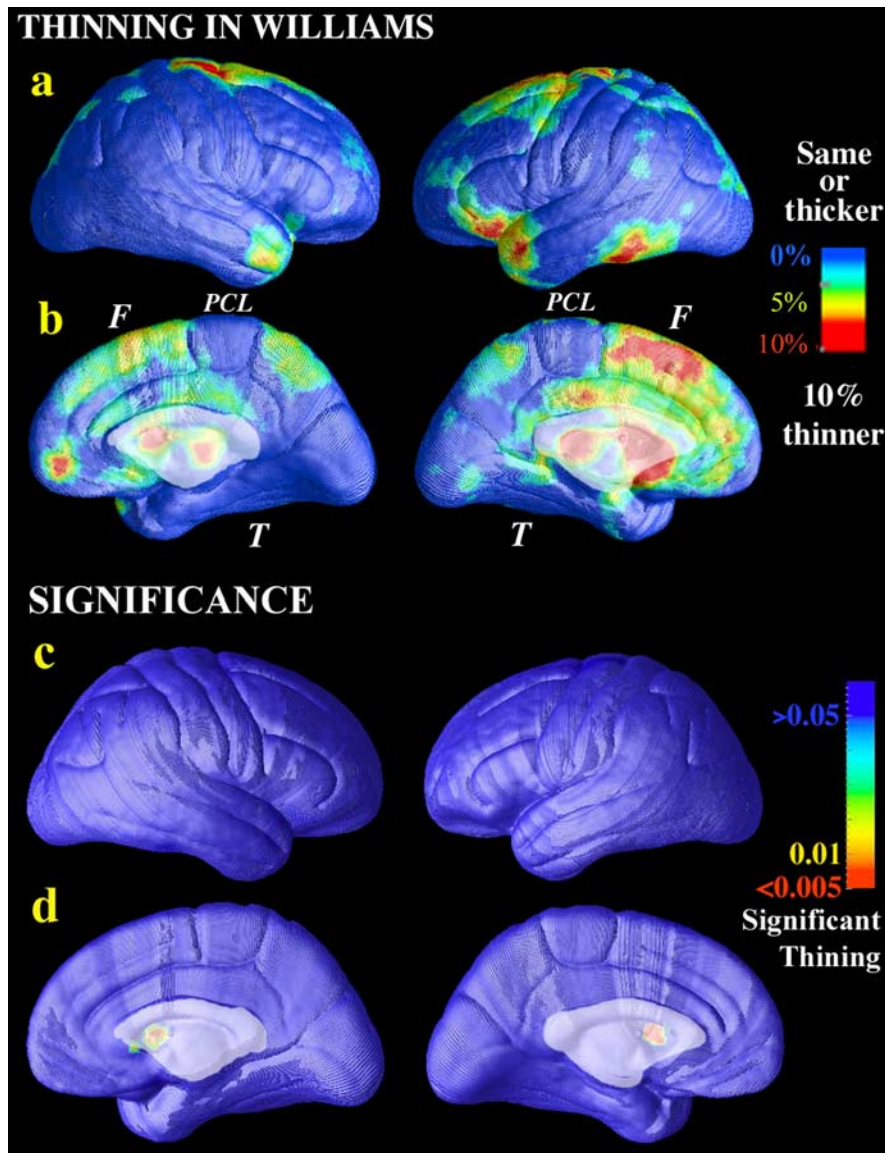 THINNING IN WILLIAMS
a
Same
or
thicker
0%
5%
10%
10%
thinner
b
F
PCL
PCL
F
T
T
SIGNIFICANCE
c
>0.05
0.01
<0.005
Significant
Thining
d